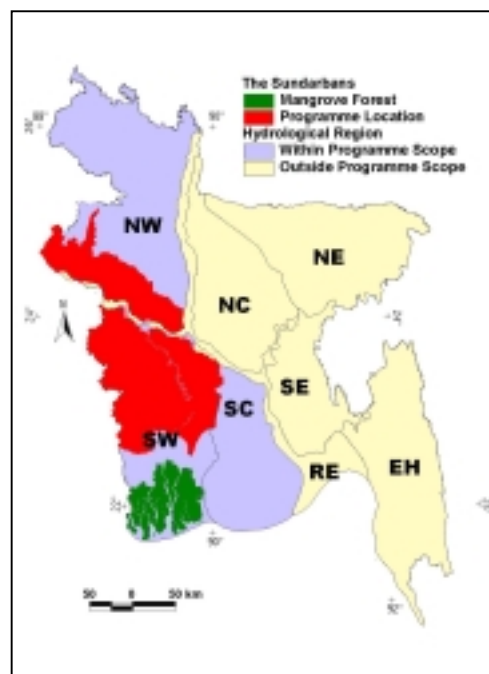 The Sundarbans
Mangrove Forest
Programme Location
Hydrological Region
Within Programme Scope
Outside Programme Scope
NW
NE
NC
SE
SC
SW
RE
EH
50 0 50 km